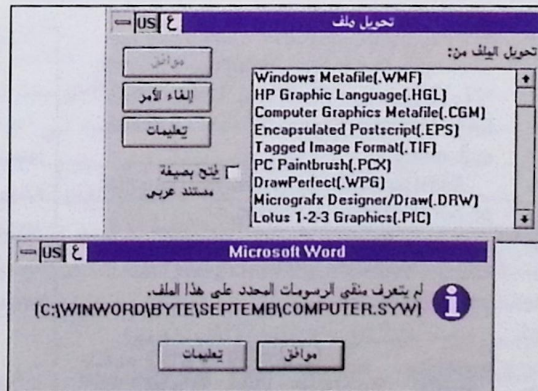 تحويل ملف
ع
US
تحويل الملف من:
Windows Metafile(.WMF)
HP Graphic Language(.HGL)
Computer Graphics Metafile(.CGM)
Encapsulated Postscript(.EPS)
Tagged Image Format(.TIF)
PC Paintbrush(.PCX)
DrawPerfect(.WPG)
Micrografx Designer/Draw(.DRW)
Lotus 1-2-3 Graphics(.PIC)
موافق
إلغاء الأمر
تعليمات
فتح بصيغة
مستند عربي
Microsoft Word
ع
US
لم يتعرف منقي الرسومات المحدد على هذا الملف.
(C:\WINWORD\BYTE\SEPTEMB\COMPUTER.SYW)
موافق
تعليمات